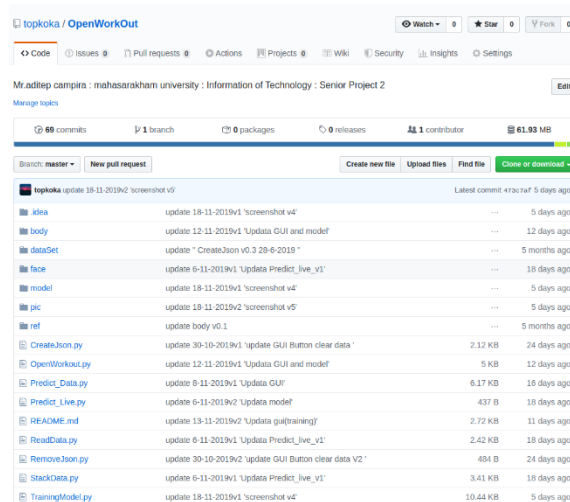 topkoka / OpenWorkOut
Watch 0 Star 0 Fork 0
Code Issues 0 Pull requests 0 Actions Projects 0 Wiki Security Insights Settings
Mr.aditep campira : mahasarakham university : Information of Technology : Senior Project 2
Edit
Manage topics
69 commits 1 branch 0 packages 0 releases 1 contributor 61.93 MB
Branch: master New pull request Create new file Upload files Find file Clone or download
topkoka update 18-11-2019v2 'screenshot v5' Latest commit 473c7af 5 days ago
.idea update 18-11-2019v1 'screenshot v4' ... 5 days ago
body update 12-11-2019v1 'Updata GUI and model' ... 12 days ago
dataSet update " CreateJson v0.3 28-6-2019 " ... 5 months ago
face update 6-11-2019v1 'Updata Predict_live_v1' ... 18 days ago
model update 18-11-2019v1 'screenshot v4' ... 5 days ago
pic update 18-11-2019v2 'screenshot v5' ... 5 days ago
ref update body v0.1 ... 5 months ago
CreateJson.py update 30-10-2019v1 'update GUI Button clear data ' 2.12 KB 24 days ago
OpenWorkout.py update 12-11-2019v1 'Updata GUI and model' 5 KB 12 days ago
Predict_Data.py update 8-11-2019v1 'Updata GUI' 6.17 KB 16 days ago
Predict_Live.py update 6-11-2019v2 'Updata model' 437 B 18 days ago
README.md update 13-11-2019v2 'Updata gui(training)' 2.72 KB 11 days ago
ReadData.py update 6-11-2019v1 'Updata Predict_live_v1' 2.42 KB 18 days ago
RemoveJson.py update 30-10-2019v2 'update GUI Button clear data V2 ' 484 B 24 days ago
StackData.py update 6-11-2019v1 'Updata Predict_live_v1' 3.41 KB 18 days ago
TrainingModel.py update 18-11-2019v1 'screenshot v4' 10.44 KB 5 days ago